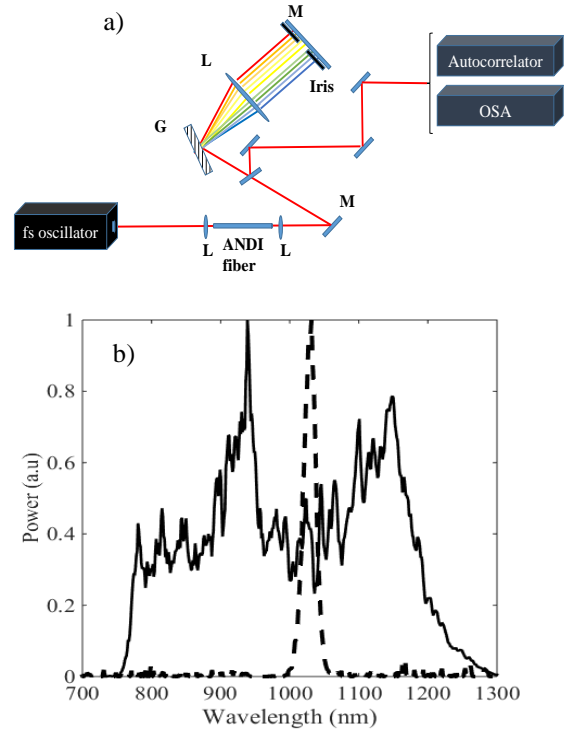 a)
M
L
Iris
G
Autocorrelator
OSA
M
fs oscillator
L
ANDI
fiber
L
b)
Power (a.u)
1
0.8
0.6
0.4
0.2
0
700 800 900 1000 1100 1200 1300
Wavelength (nm)